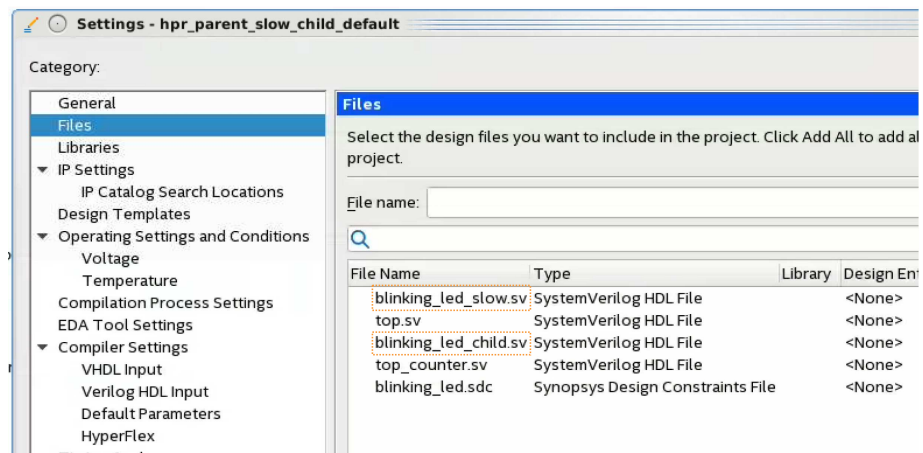 Settings - hpr_parent_slow_child_default
Category:
General
Files
Libraries
IP Settings
IP Catalog Search Locations
Design Templates
Operating Settings and Conditions
Voltage
Temperature
Compilation Process Settings
EDA Tool Settings
Compiler Settings
VHDL Input
Verilog HDL Input
Default Parameters
HyperFlex
Files
Select the design files you want to include in the project. Click Add All to add al
project.
File name:
File Name Type Library Design Ent
blinking_led_slow.sv SystemVerilog HDL File <None>
top.sv SystemVerilog HDL File <None>
blinking_led_child.sv SystemVerilog HDL File <None>
top_counter.sv SystemVerilog HDL File <None>
blinking_led.sdc Synopsys Design Constraints File <None>